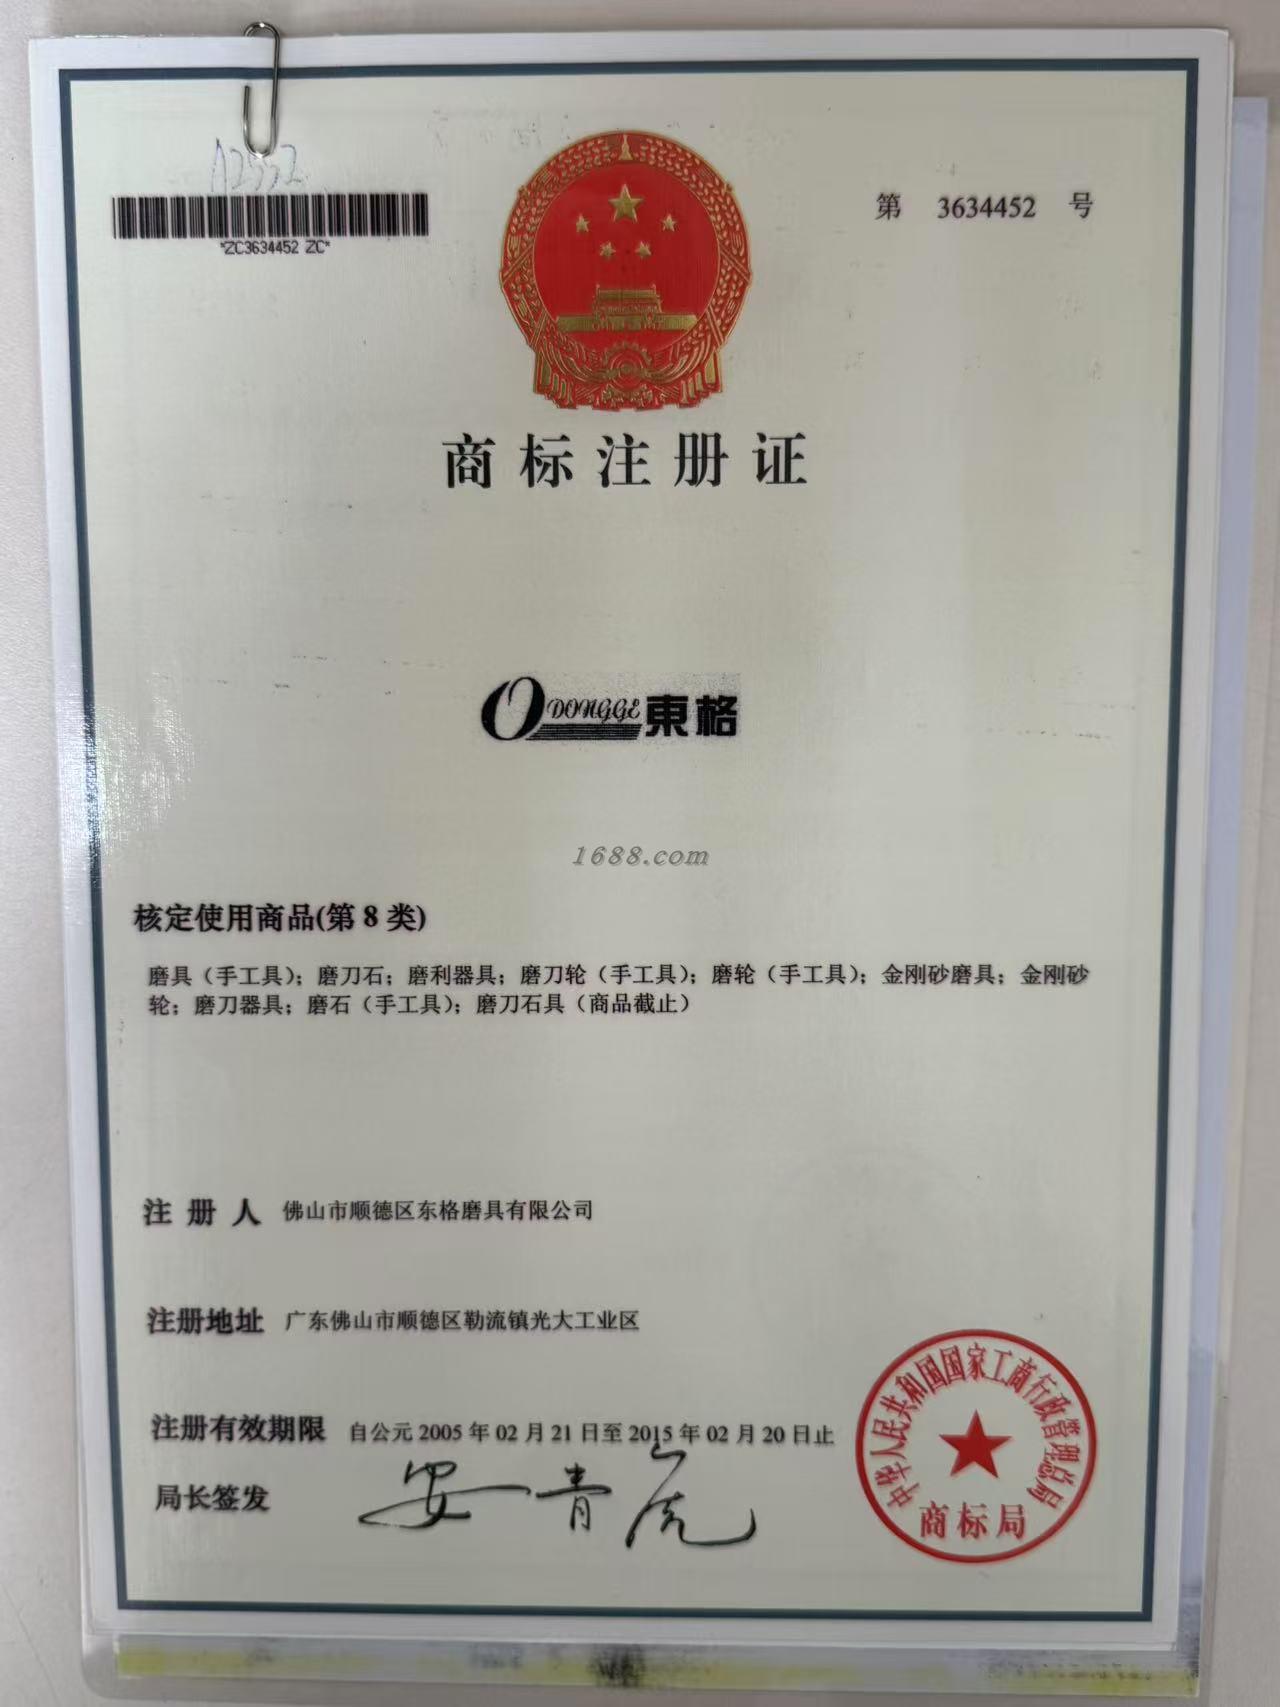 A2552
*ZC3634452 ZC*
第 3634452 号
商标注册证
DONGGE 東格
1688.com
核定使用商品(第 8 类)
磨具（手工具）；磨刀石；磨利器具；磨刀轮（手工具）；磨轮（手工具）；金刚砂磨具；金刚砂
轮；磨刀器具；磨石（手工具）；磨刀石具（商品截止）
注 册 人 佛山市顺德区东格磨具有限公司
注册地址 广东佛山市顺德区勒流镇光大工业区
注册有效期限 自公元 2005 年 02 月 21 日至 2015 年 02 月 20 日止
局长签发 安青虎
中华人民共和国国家工商行政管理总局
商标局